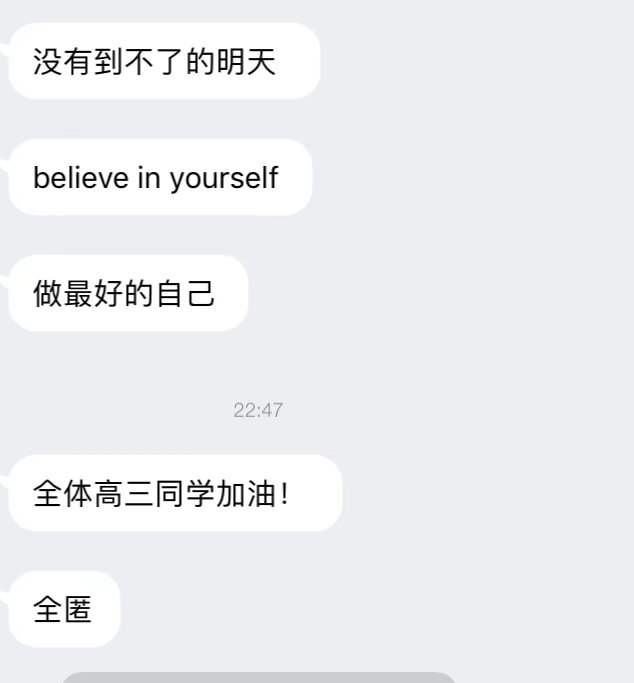 没有到不了的明天
believe in yourself
做最好的自己
22:47
全体高三同学加油！
全匿